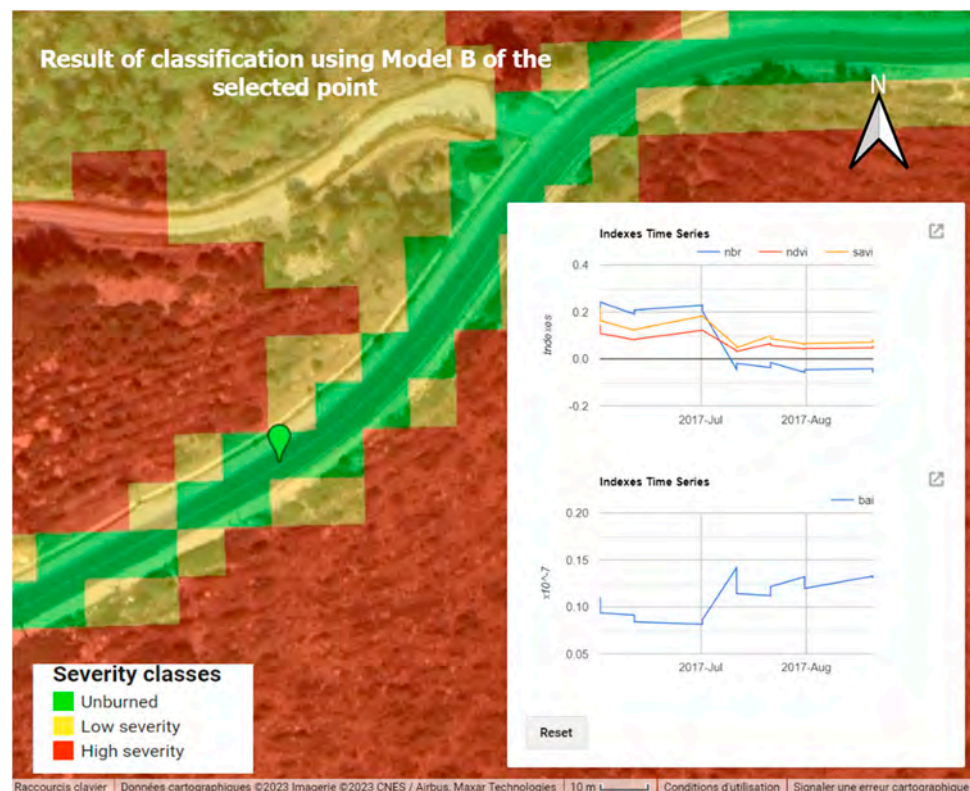 Result of classification using Model B of the
selected point
N
Indexes Time Series
nbr
ndvi
savi
0.4
0.2
0.0
-0.2
Indexes
2017-Jul
2017-Aug
Indexes Time Series
bai
0.20
0.15
0.10
0.05
x10^-7
2017-Jul
2017-Aug
Reset
Severity classes
Unburned
Low severity
High severity
Raccourcis clavier Données cartographiques ©2023 Imagerie ©2023 CNES / Airbus, Maxar Technologies 10 m Conditions d'utilisation Signaler une erreur cartographique